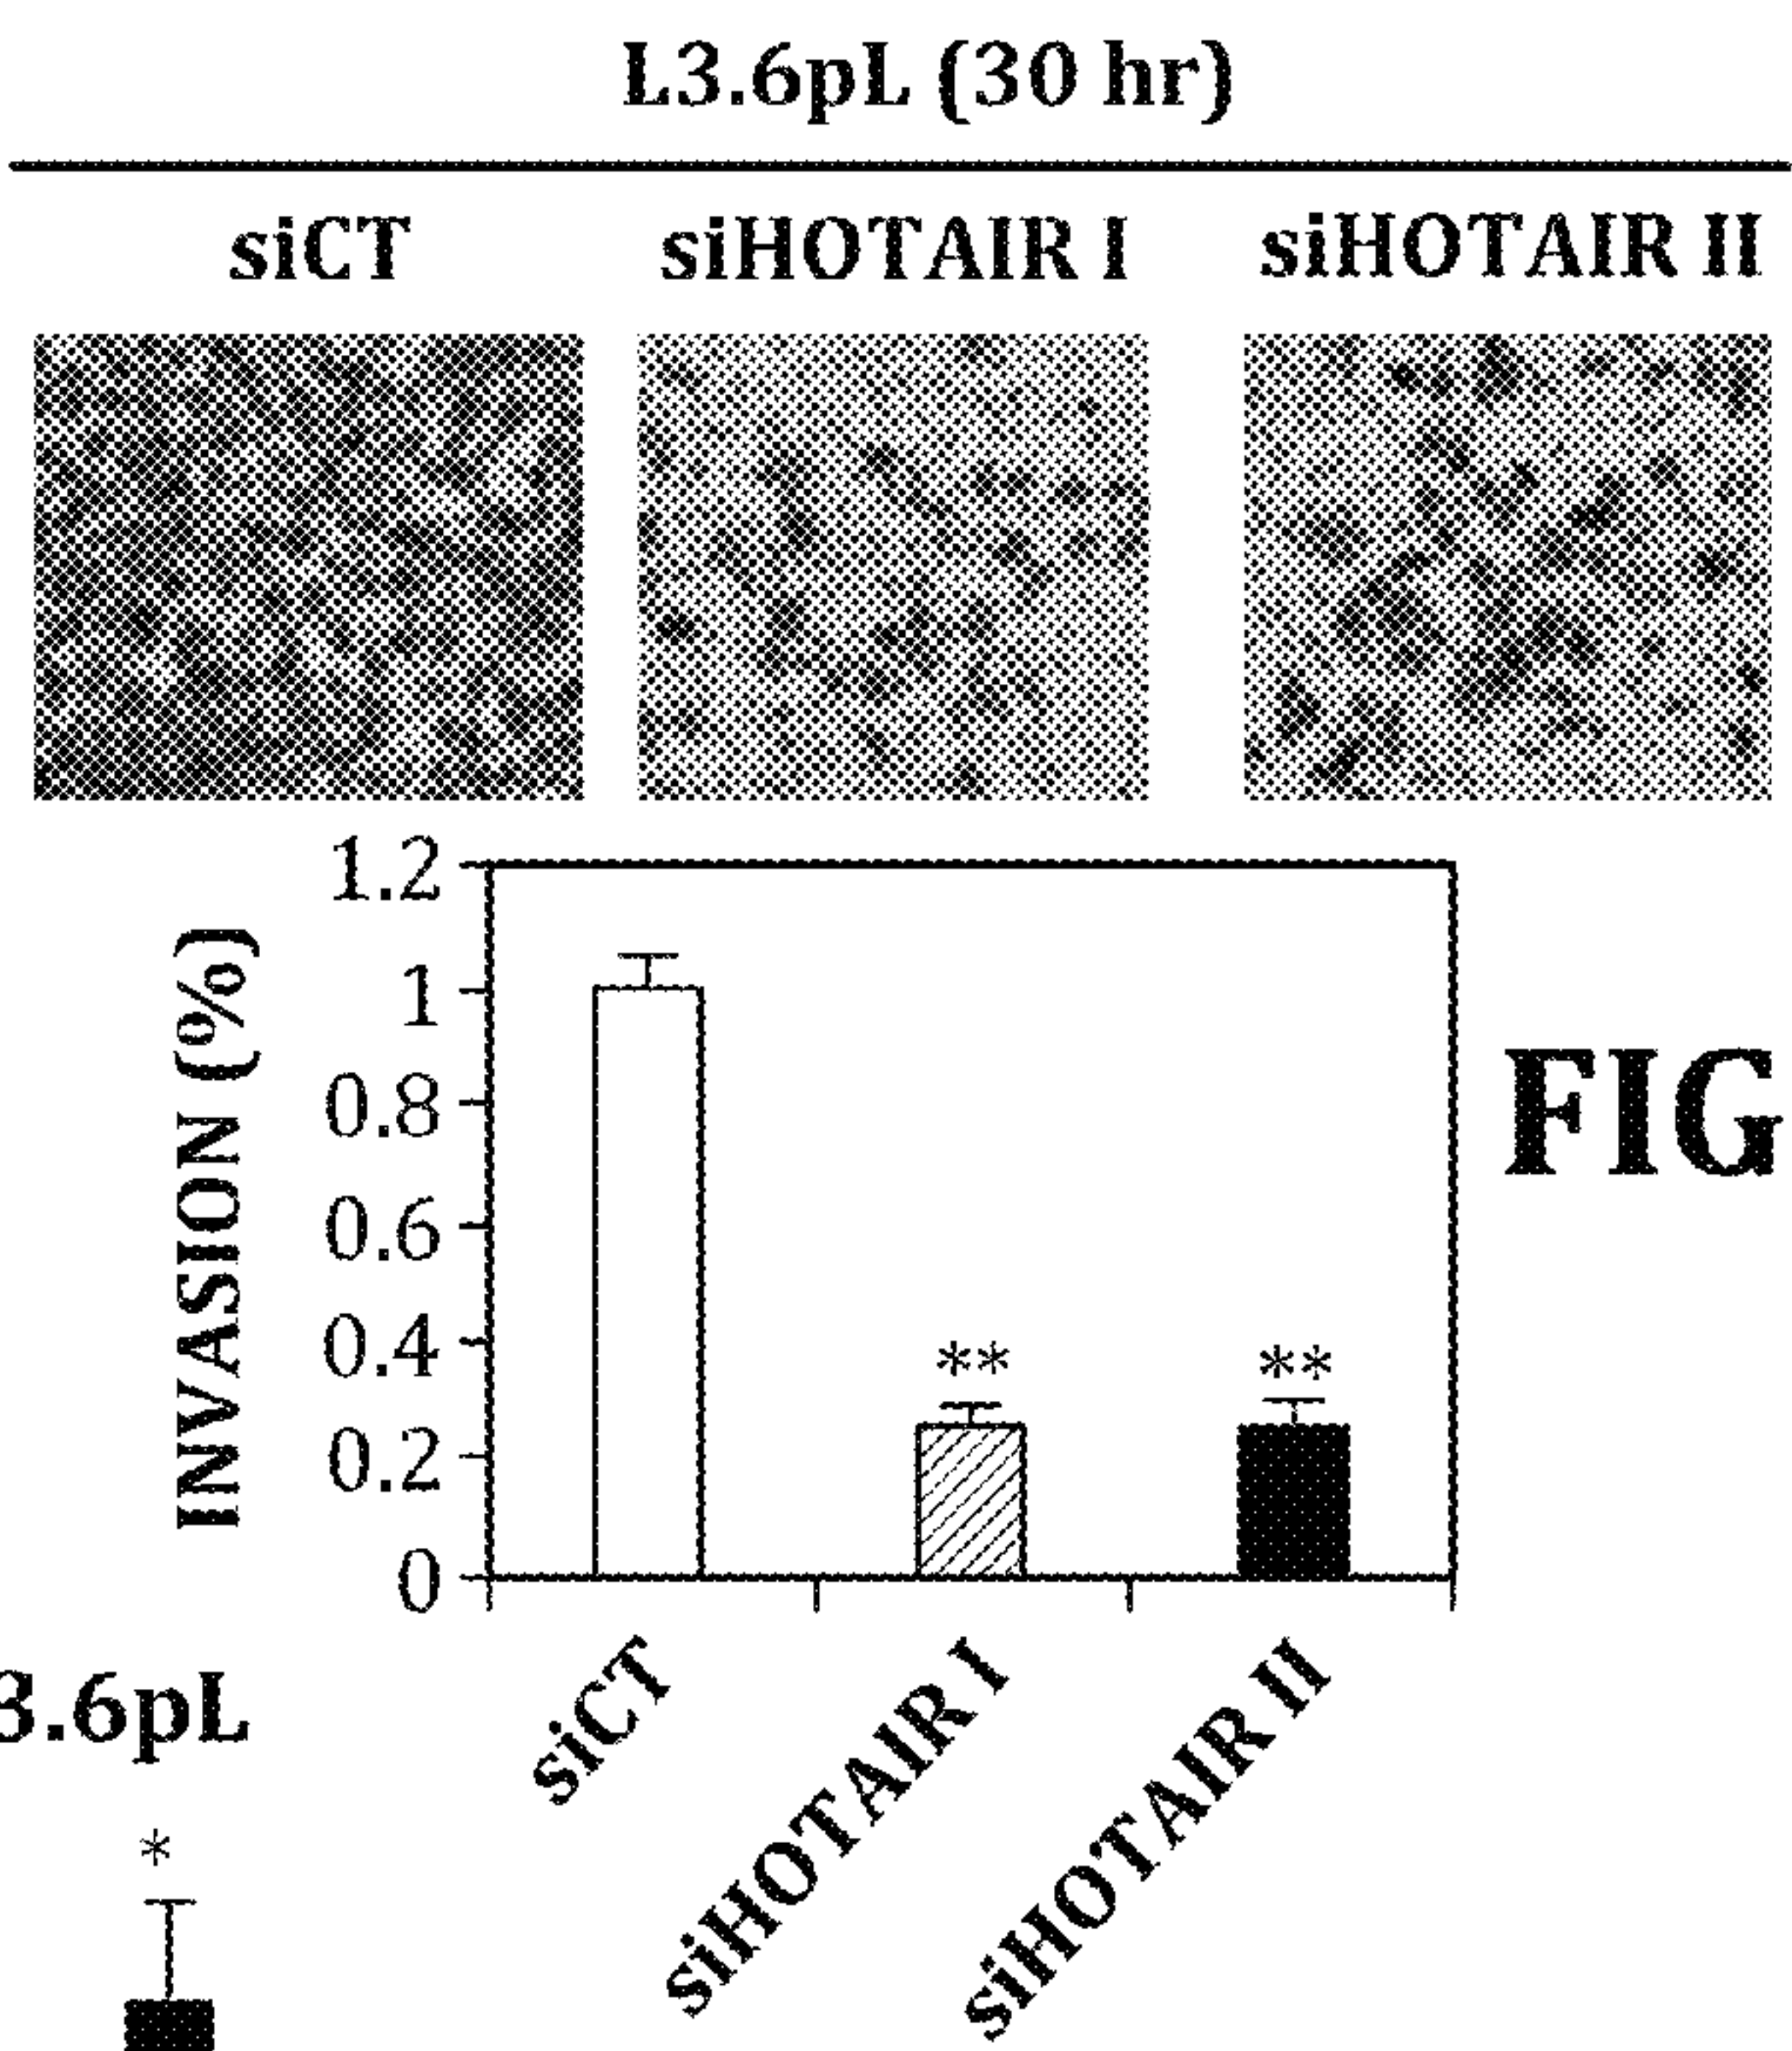 L3.6pL (30 hr)
siCT siHOTAIR I siHOTAIR II
1.2
1
0.8
0.6
0.4
0.2
0
INVASION (%)
**
**
FIG
siCT
siHOTAIR I
siHOTAIR II
3.6pL
*